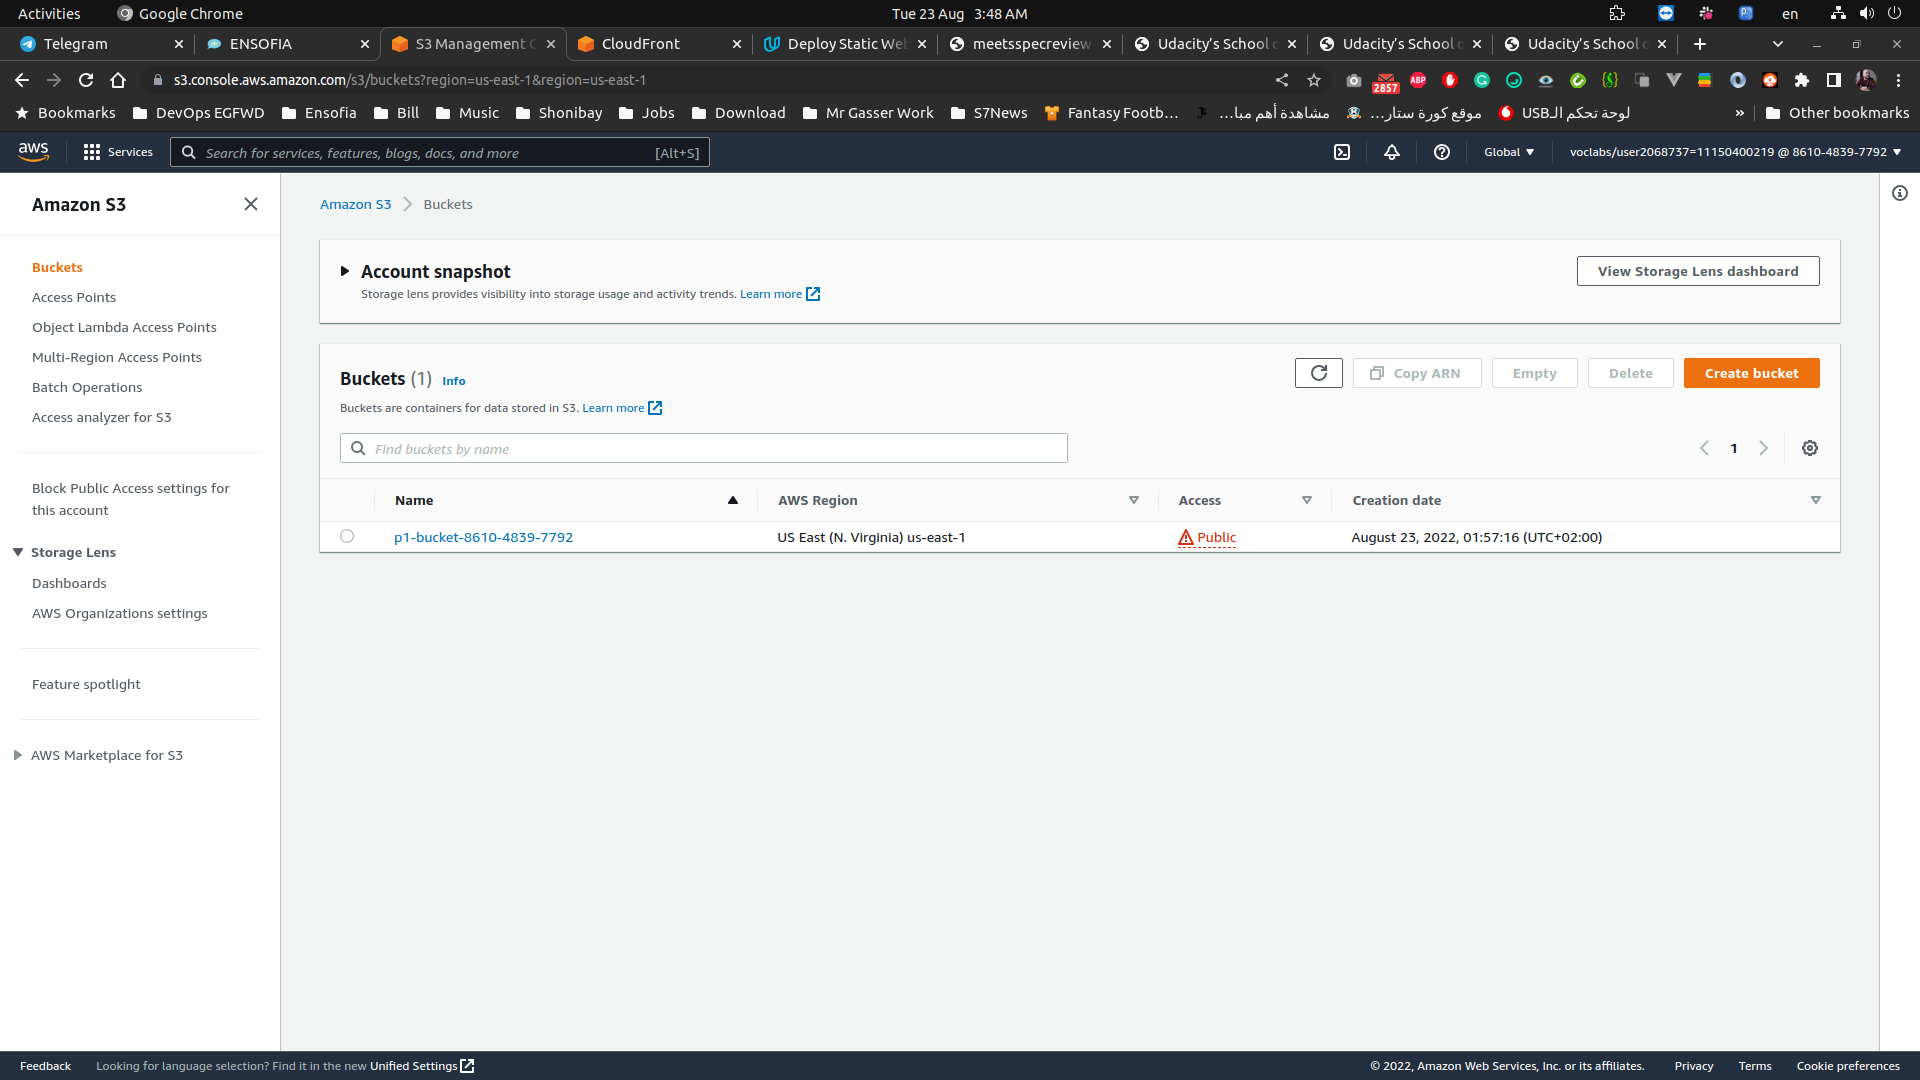 Activities
Google Chrome
Tue 23 Aug 3:48 AM
en
Telegram
ENSOFIA
S3 Management C
CloudFront
Deploy Static We
meetsspecreview
Udacity's School
Udacity's School
Udacity's School
s3.console.aws.amazon.com/s3/buckets?region=us-east-1&region=us-east-1
ABP
2857
Bookmarks
DevOps EGFWD
Ensofia
Bill
Music
Shonibay
Jobs
Download
Mr Gasser Work
S7News
Fantasy Footb...
مشاهدة أهم مبا...
موقع كورة ستار...
لوحة تحكم الـUSB
»
Other bookmarks
aws
Services
Search for services, features, blogs, docs, and more
[Alt+S]
Global
voclabs/user2068737=11150400219 @ 8610-4839-7792
Amazon S3
Buckets
Access Points
Object Lambda Access Points
Multi-Region Access Points
Batch Operations
Access analyzer for S3
Block Public Access settings for
this account
Storage Lens
Dashboards
AWS Organizations settings
Feature spotlight
AWS Marketplace for S3
Amazon S3
Buckets
Account snapshot
Storage lens provides visibility into storage usage and activity trends. Learn more
View Storage Lens dashboard
Buckets (1) Info
Buckets are containers for data stored in S3. Learn more
Copy ARN
Empty
Delete
Create bucket
Find buckets by name
1
Name
AWS Region
Access
Creation date
p1-bucket-8610-4839-7792
US East (N. Virginia) us-east-1
Public
August 23, 2022, 01:57:16 (UTC+02:00)
Feedback
Looking for language selection? Find it in the new Unified Settings
© 2022, Amazon Web Services, Inc. or its affiliates.
Privacy
Terms
Cookie preferences